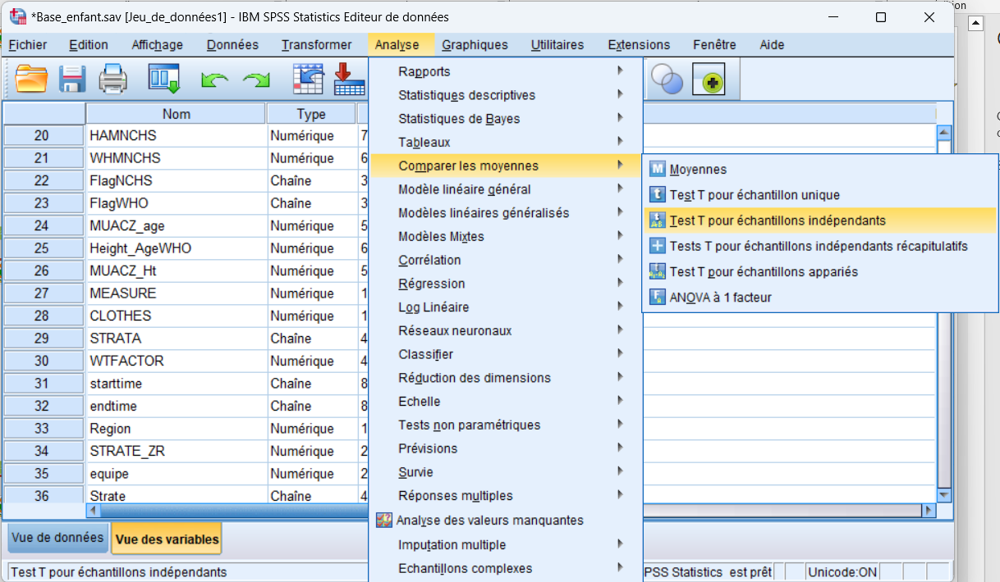 *Base_enfant.sav [Jeu_de_données1] - IBM SPSS Statistics Editeur de données
Fichier Edition Affichage Données Transformer Analyse Graphiques Utilitaires Extensions Fenêtre Aide
Nom Type
20 HAMNCHS Numérique 7
21 WHMNCHS Numérique 6
22 FlagNCHS Chaîne 3
23 FlagWHO Chaîne 3
24 MUACZ_age Numérique 5
25 Height_AgeWHO Numérique 6
26 MUACZ_Ht Numérique 5
27 MEASURE Numérique 1
28 CLOTHES Numérique 1
29 STRATA Chaîne 4
30 WTFACTOR Numérique 4
31 starttime Chaîne 8
32 endtime Chaîne 8
33 Region Numérique 1
34 STRATE_ZR Numérique 2
35 equipe Numérique 2
36 Strate Chaîne 4
Rapports
Statistiques descriptives
Statistiques de Bayes
Tableaux
Comparer les moyennes
Modèle linéaire général
Modèles linéaires généralisés
Modèles Mixtes
Corrélation
Régression
Log Linéaire
Réseaux neuronaux
Classifier
Réduction des dimensions
Echelle
Tests non paramétriques
Prévisions
Survie
Réponses multiples
Analyse des valeurs manquantes
Imputation multiple
Echantillons complexes
Moyennes
Test T pour échantillon unique
Test T pour échantillons indépendants
Tests T pour échantillons indépendants récapitulatifs
Test T pour échantillons appariés
ANOVA à 1 facteur
Vue de données Vue des variables
Test T pour échantillons indépendants PSS Statistics est prêt Unicode:ON